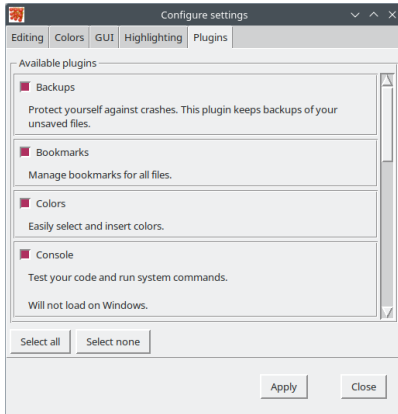 Configure settings
Editing Colors GUI Highlighting Plugins
Available plugins
Backups
Protect yourself against crashes. This plugin keeps backups of your
unsaved files.
Bookmarks
Manage bookmarks for all files.
Colors
Easily select and insert colors.
Console
Test your code and run system commands.
Will not load on Windows.
Select all Select none
Apply Close